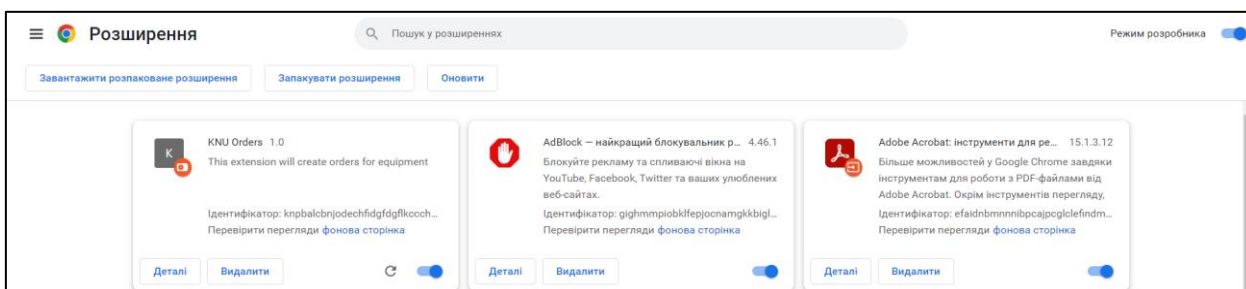 Розширення
Пошук у розширеннях
Режим розробника
Завантажити розпаковане розширення
Запакувати розширення
Оновити
K
KNU Orders 1.0
This extension will create orders for equipment
Ідентифікатор: knpbalcbnjodechfidgfdgflkccch...
Перевірити перегляди фонова сторінка
Деталі
Видалити
AdBlock — найкращий блокувальник р... 4.46.1
Блокуйте рекламу та спливаючі вікна на
YouTube, Facebook, Twitter та ваших улюблених
веб-сайтах.
Ідентифікатор: gighmmpiobklfepjocnamgkkbigl...
Перевірити перегляди фонова сторінка
Деталі
Видалити
Adobe Acrobat: інструменти для ре... 15.1.3.12
Більше можливостей у Google Chrome завдяки
інструментам для роботи з PDF-файлами від
Adobe Acrobat. Окрім інструментів перегляду,
Ідентифікатор: efaidnbmnnnibpcajpcglclefindm...
Перевірити перегляди фонова сторінка
Деталі
Видалити